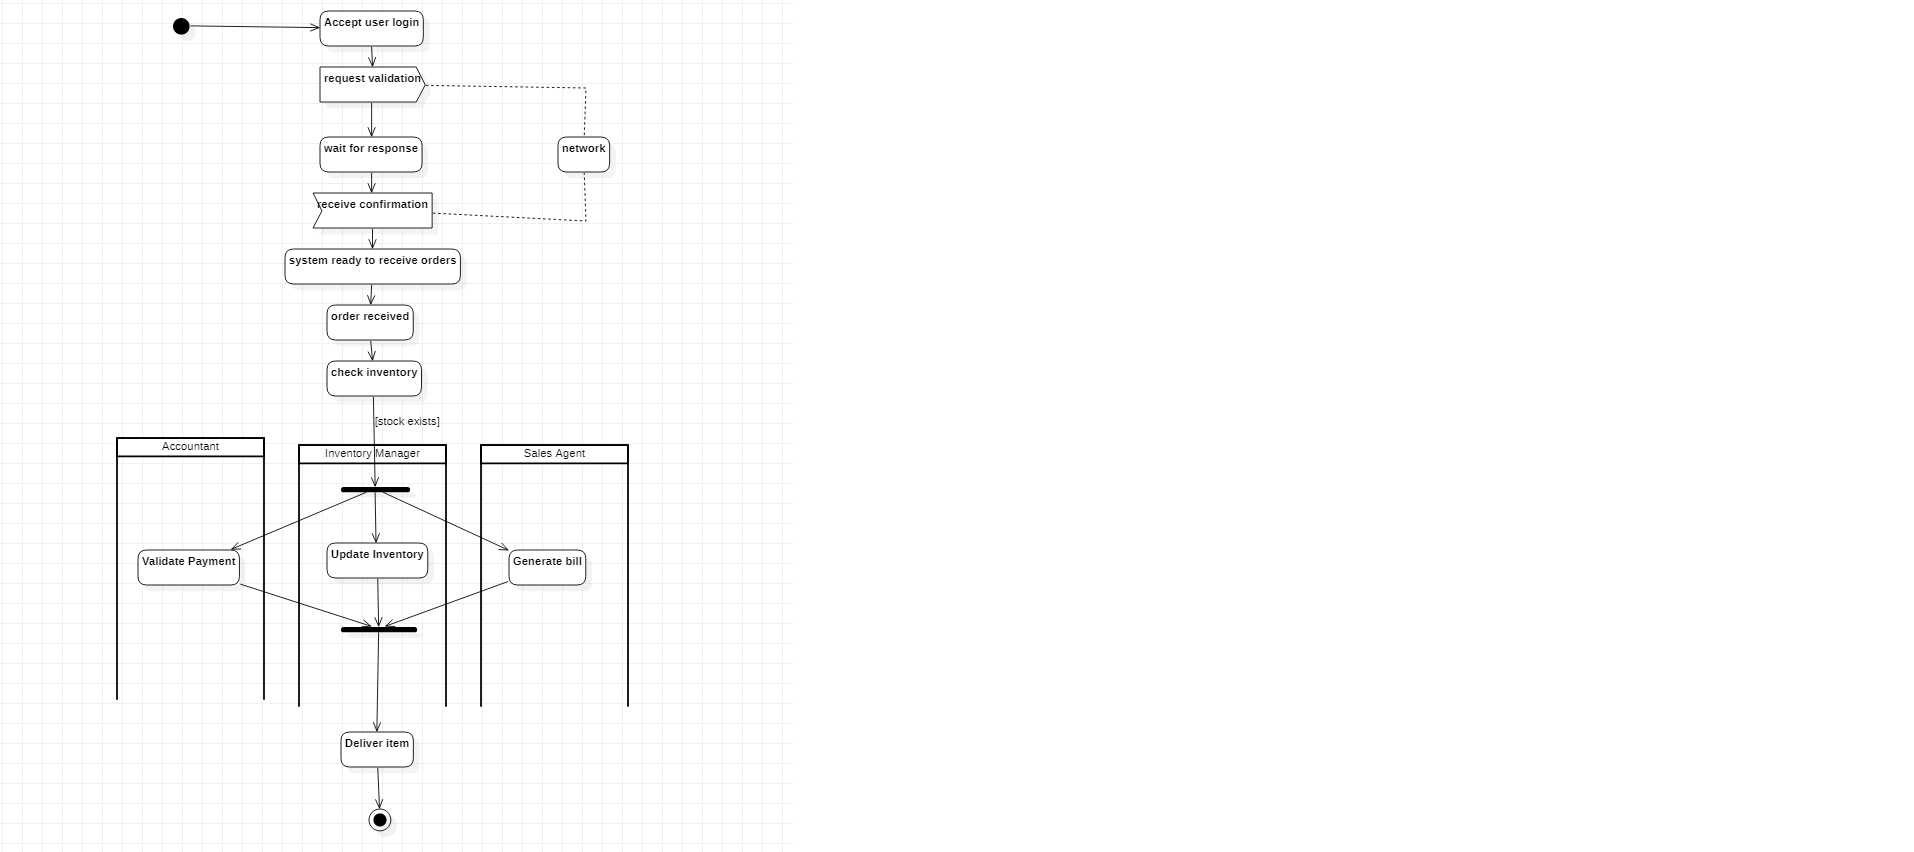 Accept user login
request validation
wait for response
network
receive confirmation
system ready to receive orders
order received
check inventory
[stock exists]
Accountant
Inventory Manager
Sales Agent
Validate Payment
Update Inventory
Generate bill
Deliver item